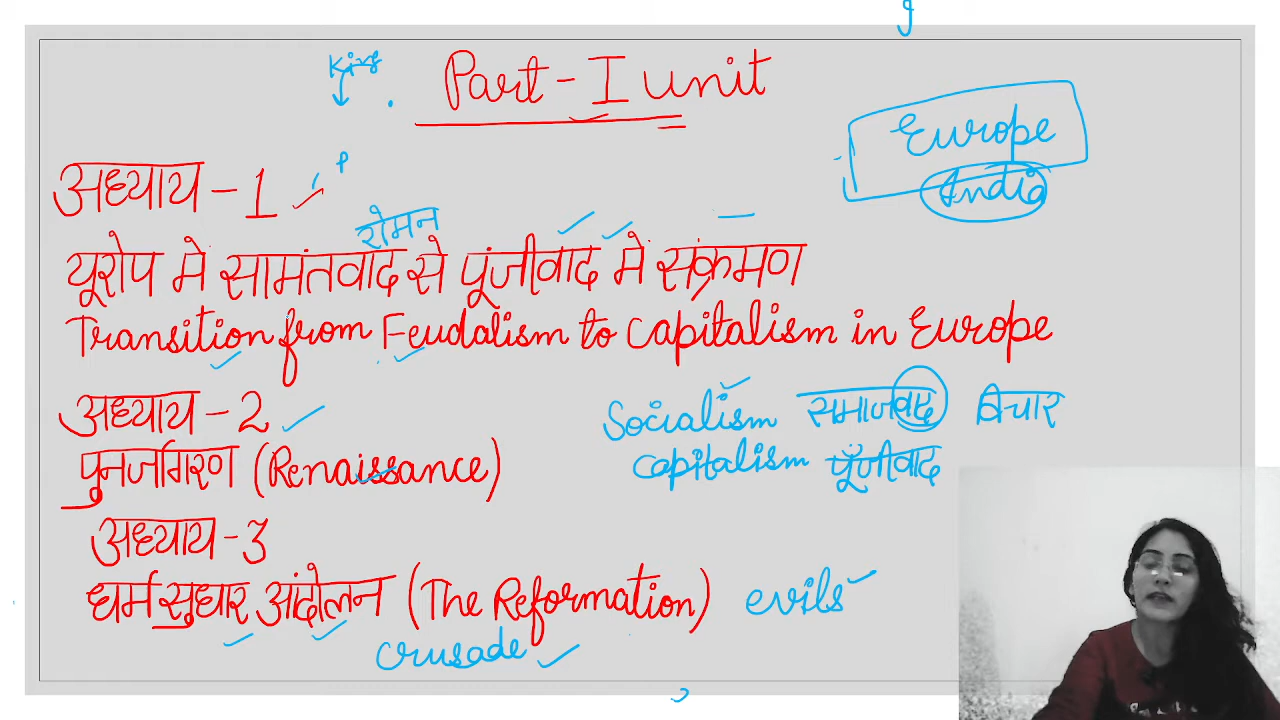 King
Part - I unit
Europe
India
अध्याय - 1
P
रोमन
यूरोप मे सामंतवाद से पूंजीवाद मे संक्रमण
Transition from Feudalism to Capitalism in Europe
अध्याय - 2
Socialism समाजवाद विचार
पुनर्जागरण (Renaissance)
Capitalism पूँजीवाद
अध्याय - 3
धर्म सुधार आंदोलन (The Reformation) evils
Crusade